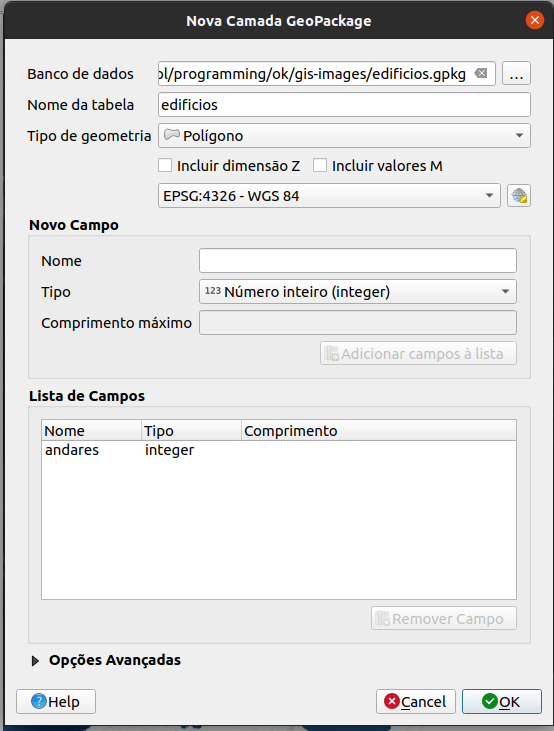 Nova Camada GeoPackage
Banco de dados ol/programming/ok/gis-images/edificios.gpkg ...
Nome da tabela edificios
Tipo de geometria Polígono
Incluir dimensão Z Incluir valores M
EPSG:4326 - WGS 84
Novo Campo
Nome
Tipo 123 Número inteiro (integer)
Comprimento máximo
Adicionar campos à lista
Lista de Campos
Nome Tipo Comprimento
andares integer
Remover Campo
Opções Avançadas
Help Cancel OK